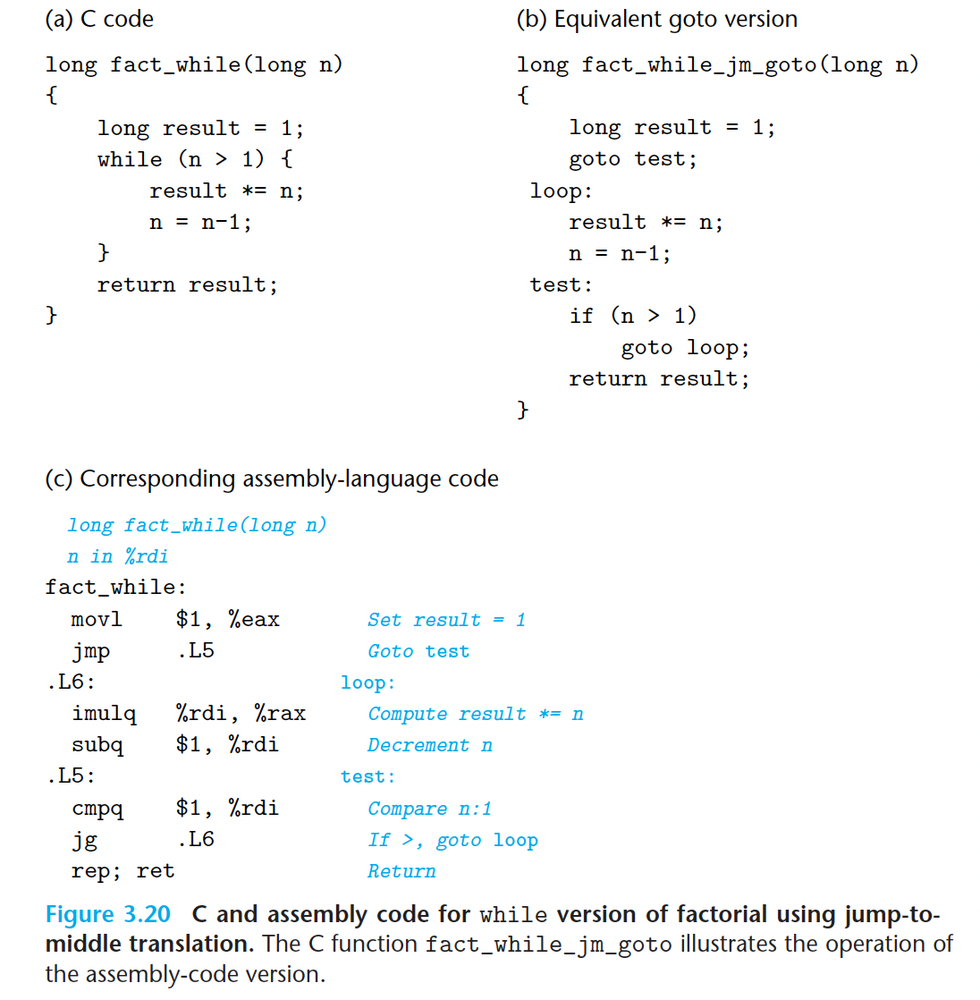 (a) C code
long fact_while(long n)
{
    long result = 1;
    while (n > 1) {
        result *= n;
        n = n-1;
    }
    return result;
}
(b) Equivalent goto version
long fact_while_jm_goto(long n)
{
    long result = 1;
    goto test;
 loop:
    result *= n;
    n = n-1;
 test:
    if (n > 1)
        goto loop;
    return result;
}
(c) Corresponding assembly-language code
long fact_while(long n)
n in %rdi
fact_while:
movl $1, %eax Set result = 1
jmp .L5 Goto test
.L6: loop:
imulq %rdi, %rax Compute result *= n
subq $1, %rdi Decrement n
.L5: test:
cmpq $1, %rdi Compare n:1
jg .L6 If >, goto loop
rep; ret Return
Figure 3.20 C and assembly code for while version of factorial using jump-to-
middle translation. The C function fact_while_jm_goto illustrates the operation of
the assembly-code version.